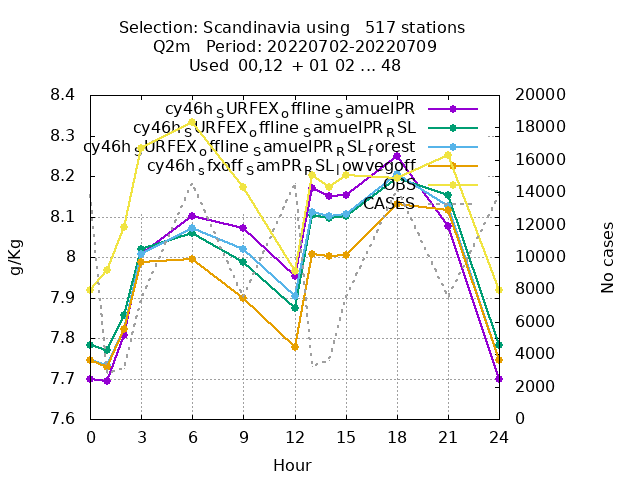 Selection: Scandinavia using 517 stations
Q2m Period: 20220702-20220709
Used 00,12 + 01 02 ... 48
8.4
8.3
8.2
8.1
8
7.9
7.8
7.7
7.6
g/Kg
cy46h_SURFEX_offline_SamuelPR
cy46h_SURFEX_offline_SamuelPR_RSL
cy46h_SURFEX_offline_SamuelPR_RSL_forest
cy46h_sfxoff_SamPR_RSL_lowvegoff
OBS
CASES
20000
18000
16000
14000
12000
10000
8000
6000
4000
2000
0
No cases
0 3 6 9 12 15 18 21 24
Hour